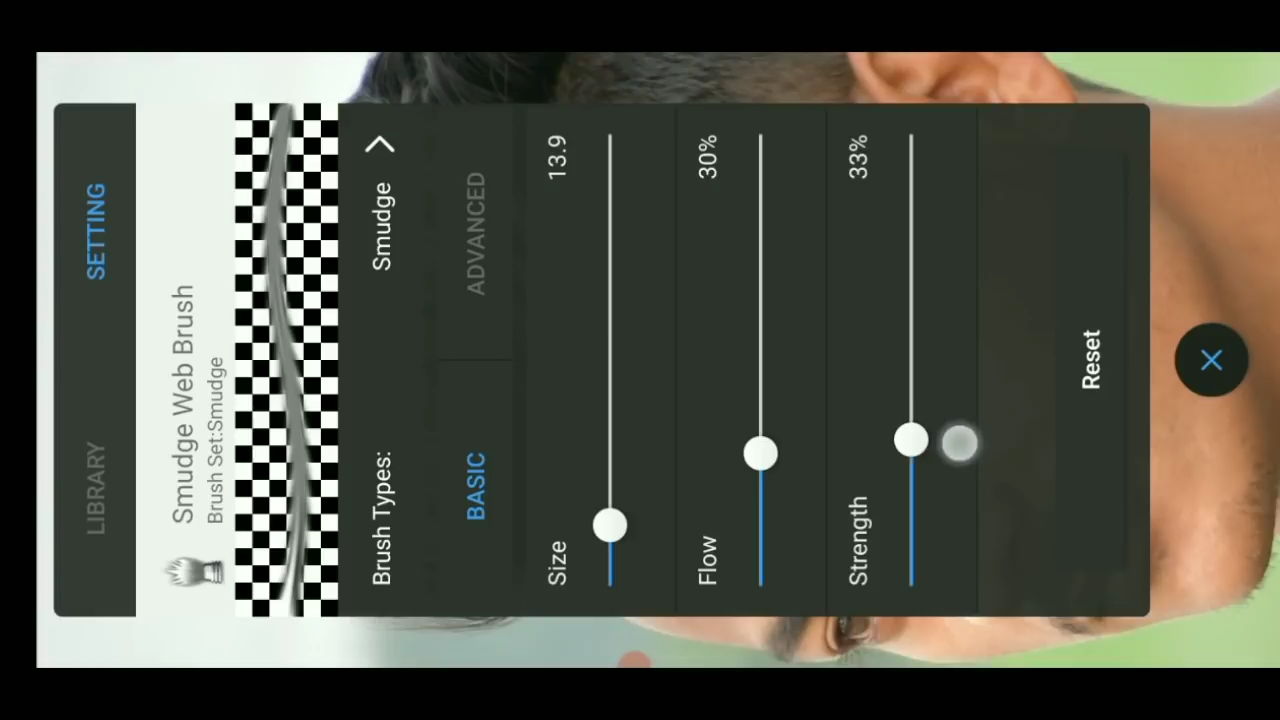 LIBRARY SETTING
Smudge Web Brush
Brush Set:Smudge
Brush Types: Smudge
BASIC ADVANCED
Size 13.9
Flow 30%
Strength 33%
Reset